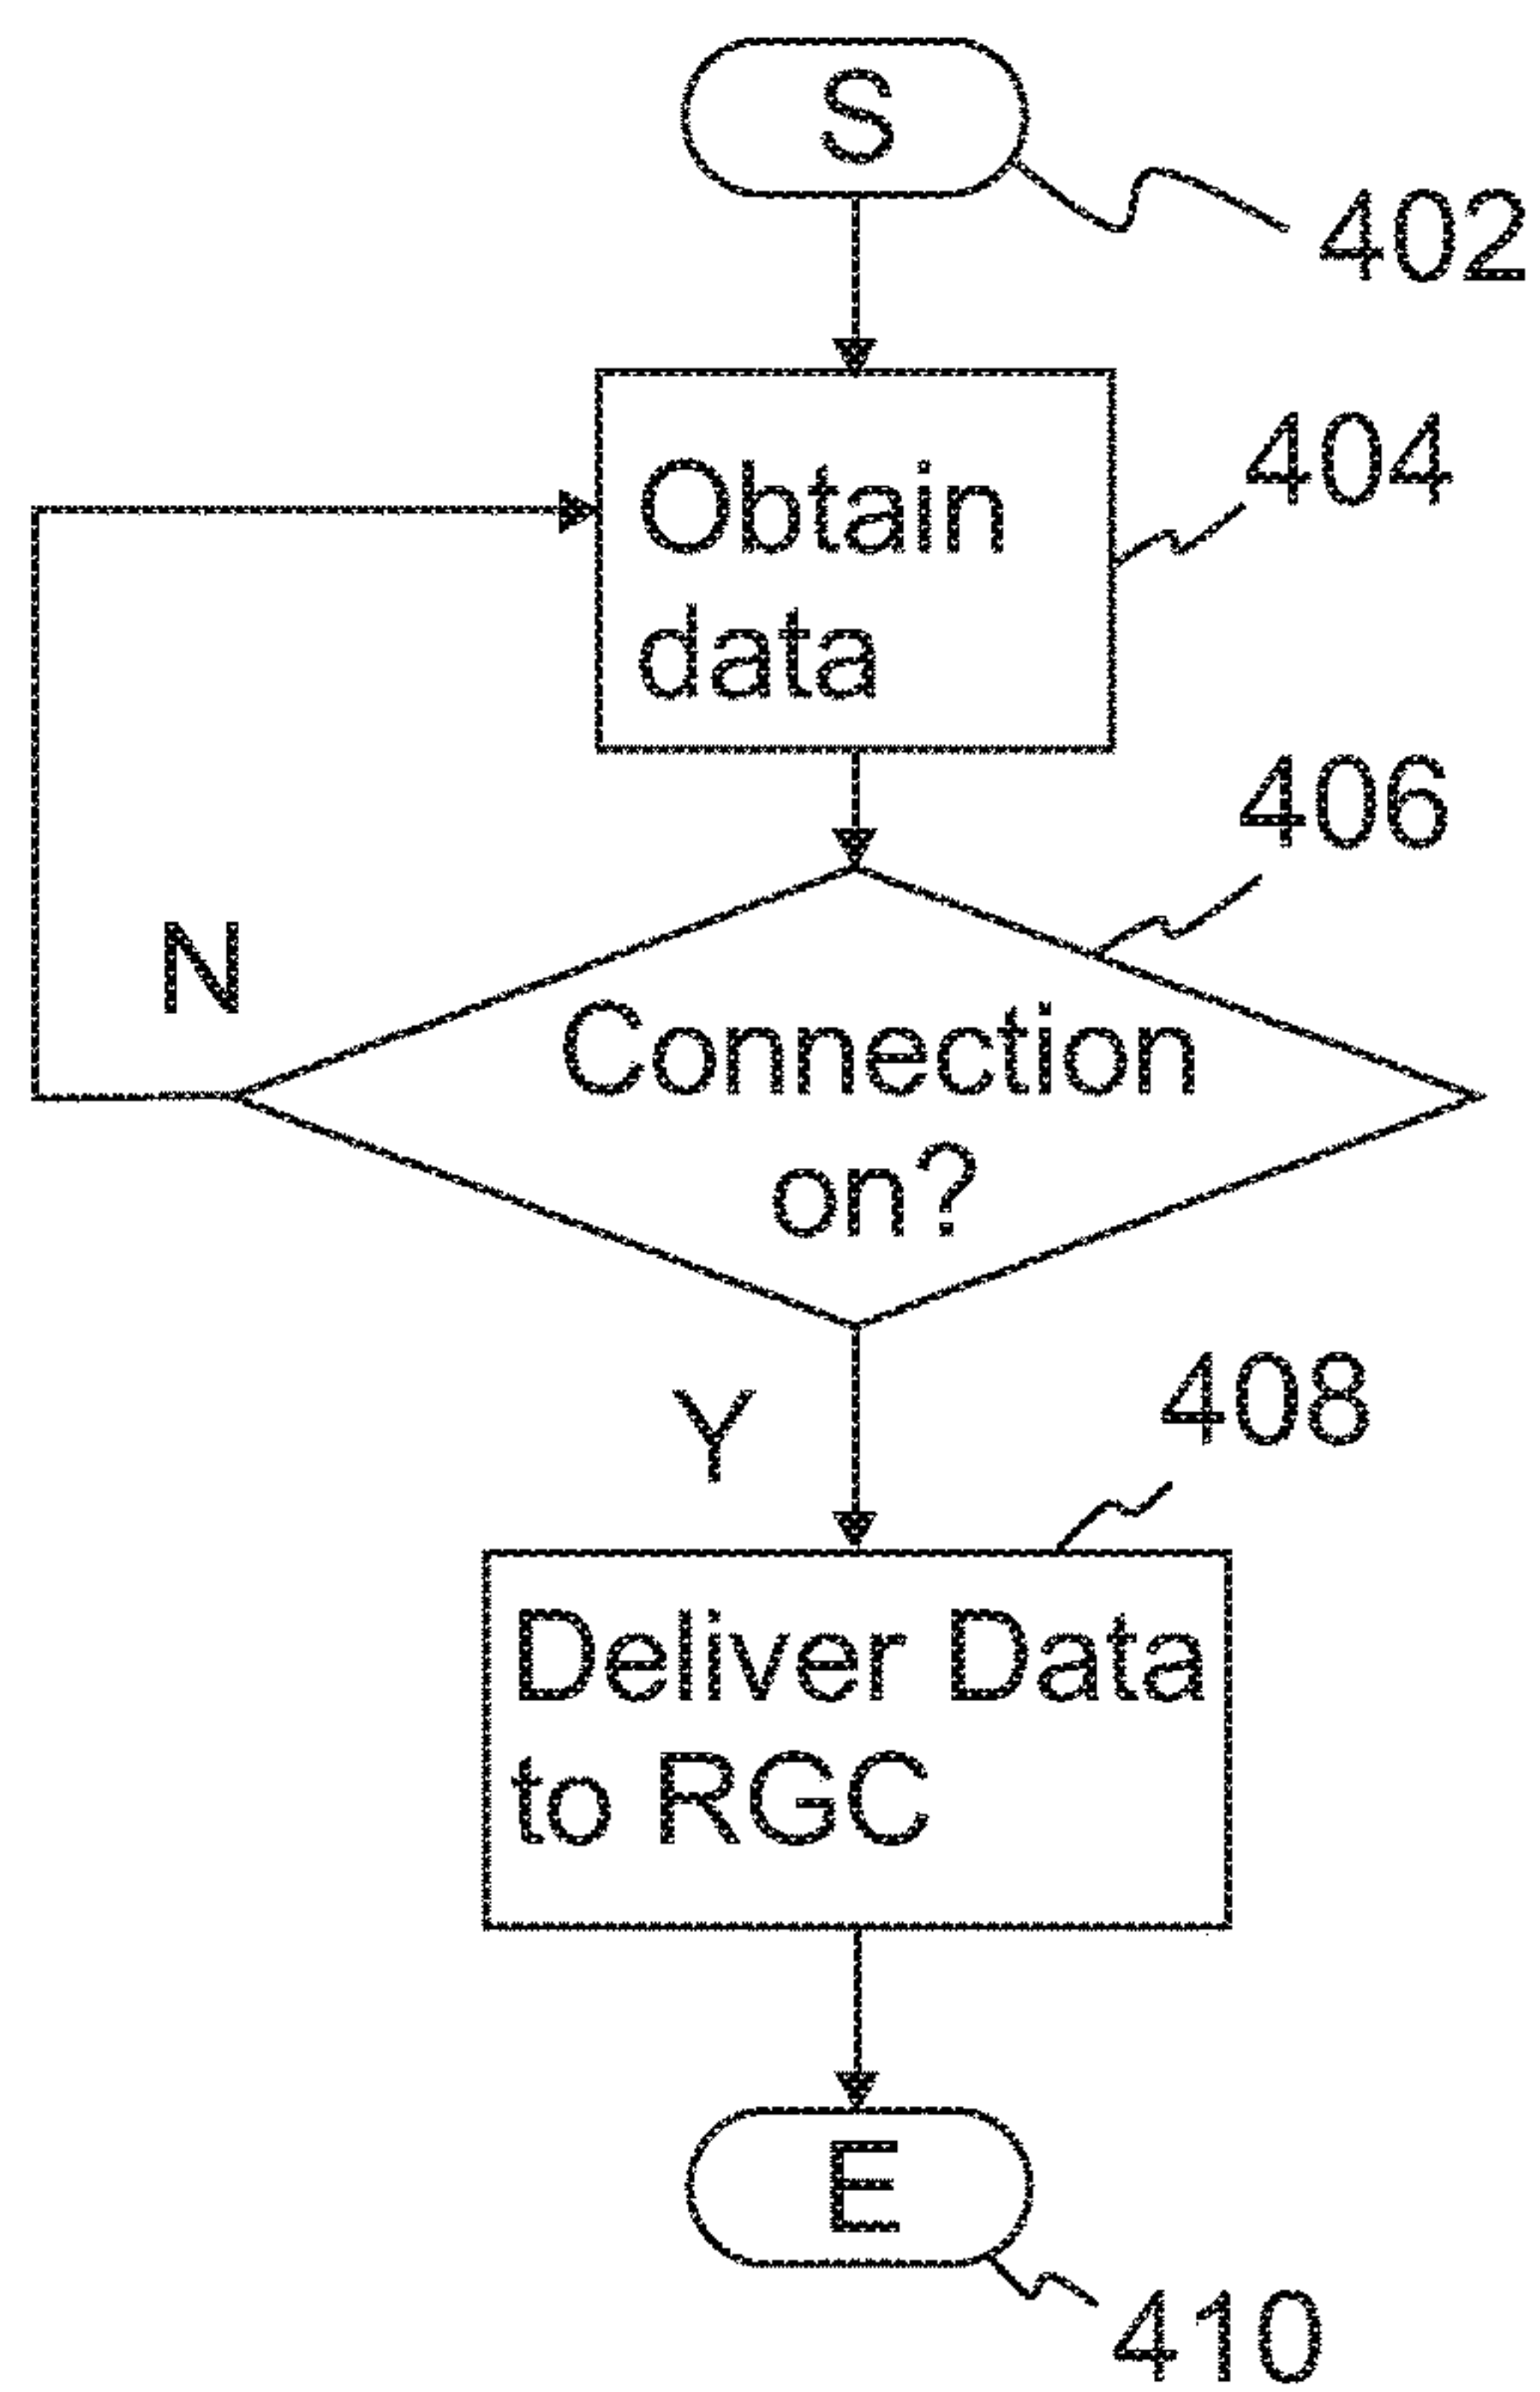 S
402
404
Obtain
data
406
N
Connection
on?
Y
408
Deliver Data
to RGC
E
410